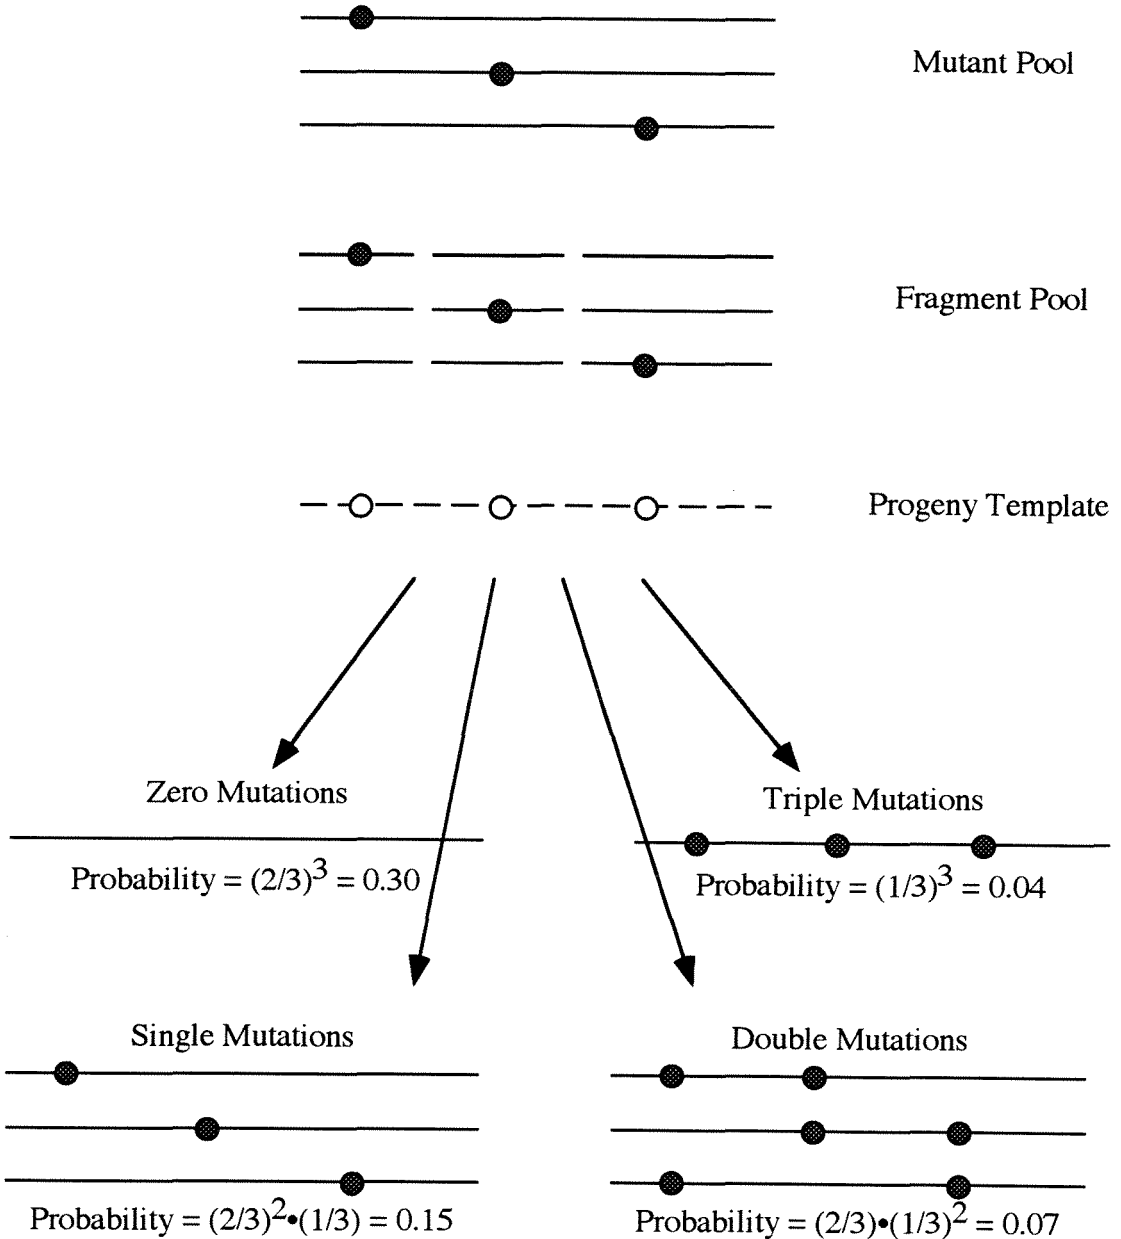 Mutant Pool
Fragment Pool
Progeny Template
Zero Mutations
Probability = (2/3)³ = 0.30
Triple Mutations
Probability = (1/3)³ = 0.04
Single Mutations
Probability = (2/3)²•(1/3) = 0.15
Double Mutations
Probability = (2/3)•(1/3)² = 0.07